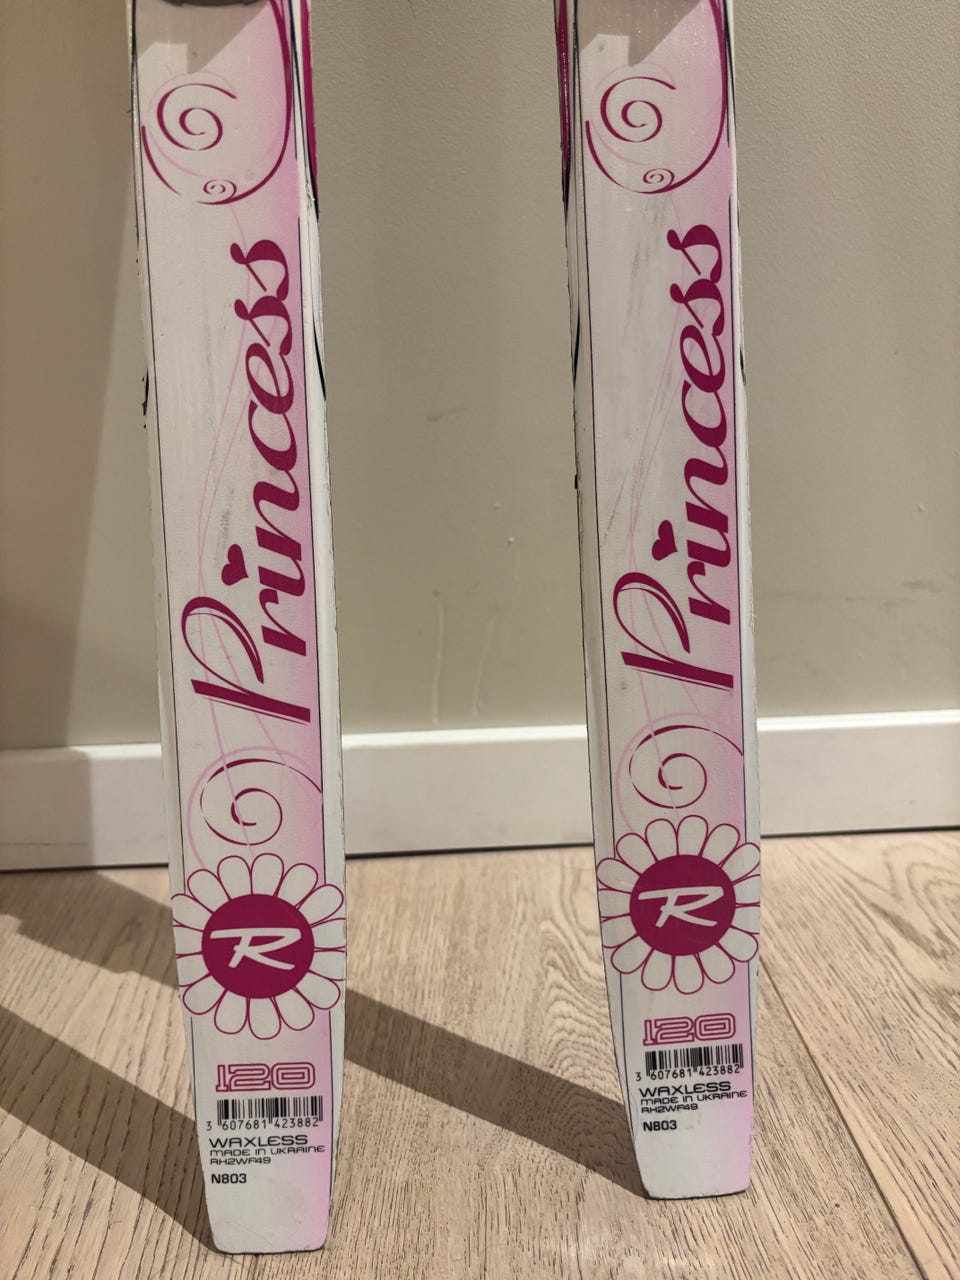 Princess
R
120
3 607681 423882
WAXLESS
MADE IN UKRAINE
RH2WF49
N803
Princess
R
120
3 607681 423882
WAXLESS
MADE IN UKRAINE
RH2WF49
N803